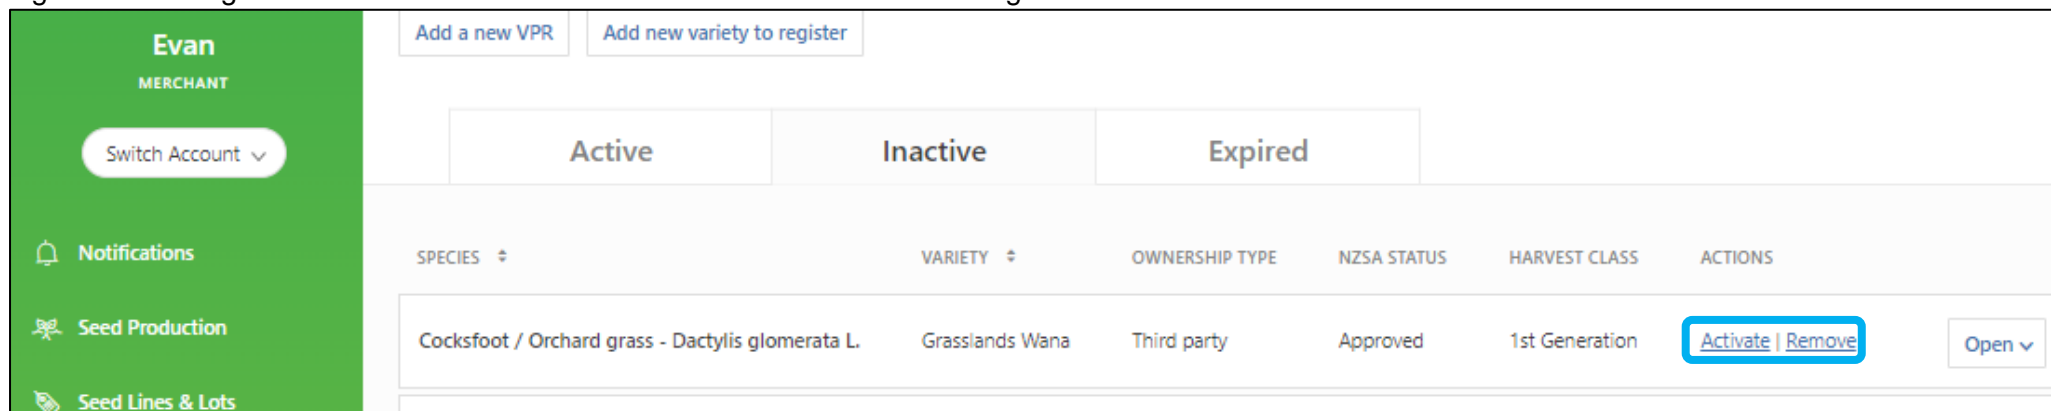 Evan
MERCHANT
Switch Account
Notifications
Seed Production
Seed Lines & Lots
Add a new VPR Add new variety to register
Active Inactive Expired
SPECIES VARIETY OWNERSHIP TYPE NZSA STATUS HARVEST CLASS ACTIONS
Cocksfoot / Orchard grass - Dactylis glomerata L. Grasslands Wana Third party Approved 1st Generation Activate | Remove Open